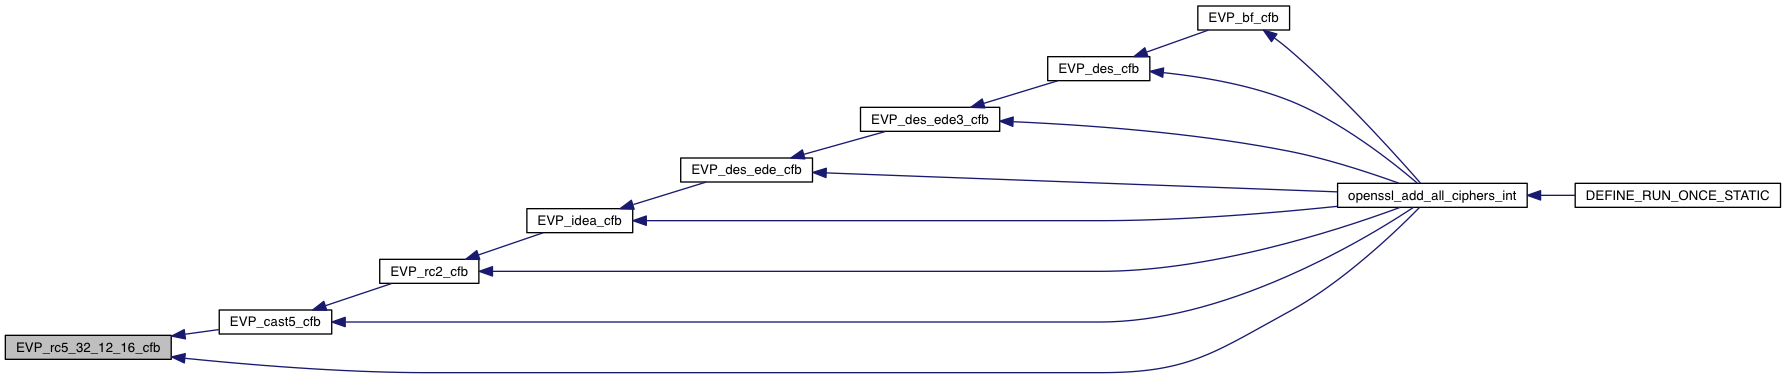 EVP_bf_cfb
EVP_des_cfb
EVP_des_ede3_cfb
EVP_des_ede_cfb
openssl_add_all_ciphers_int
DEFINE_RUN_ONCE_STATIC
EVP_idea_cfb
EVP_rc2_cfb
EVP_cast5_cfb
EVP_rc5_32_12_16_cfb